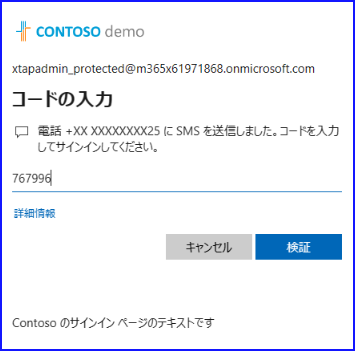 CONTOSO demo
xtapadmin_protected@m365x61971868.onmicrosoft.com
コードの入力
電話 +XX XXXXXXXX25 に SMS を送信しました。コードを入力
してサインインしてください。
767996
詳細情報
キャンセル
検証
Contoso のサインイン ページのテキストです